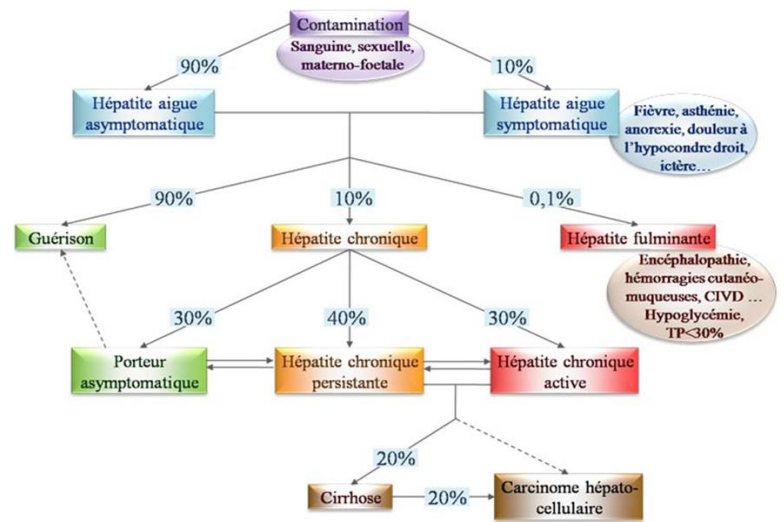 Contamination
Sanguine, sexuelle,
materno-foetale
90%
10%
Hépatite aigue
asymptomatique
Hépatite aigue
symptomatique
Fièvre, asthénie,
anorexie, douleur à
l'hypocondre droit,
ictère…
90%
10%
0,1%
Guérison
Hépatite chronique
Hépatite fulminante
Encéphalopathie,
hémorragies cutanéo-
muqueuses, CIVD …
Hypoglycémie,
TP<30%
30%
40%
30%
Porteur
asymptomatique
Hépatite chronique
persistante
Hépatite chronique
active
20%
Cirrhose
20%
Carcinome hépato-
cellulaire